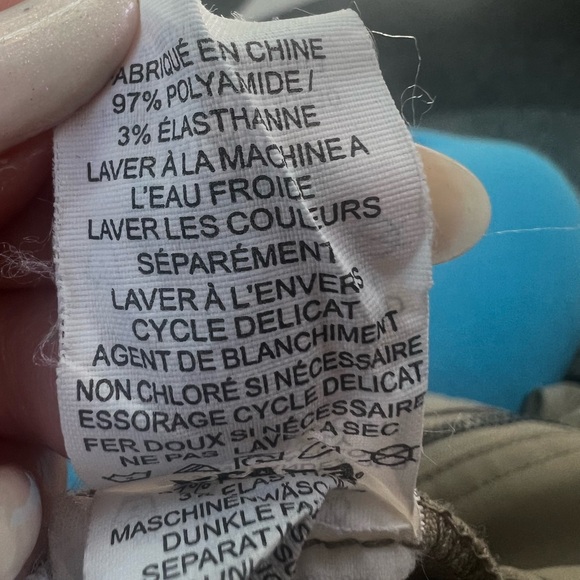 FABRIQUÉ EN CHINE
97% POLYAMIDE/
3% ÉLASTHANNE
LAVER À LA MACHINE A
L'EAU FROIDE
LAVER LES COULEURS
SÉPARÉMENT
LAVER À L'ENVERS
CYCLE DELICAT
AGENT DE BLANCHIMENT
NON CHLORÉ SI NÉCESSAIRE
ESSORAGE CYCLE DELICAT
FER DOUX SI NÉCESSAIRE
NE PAS LAVER A SEC
MASCHINENWÄSC
DUNKLE FA
SEPARAT